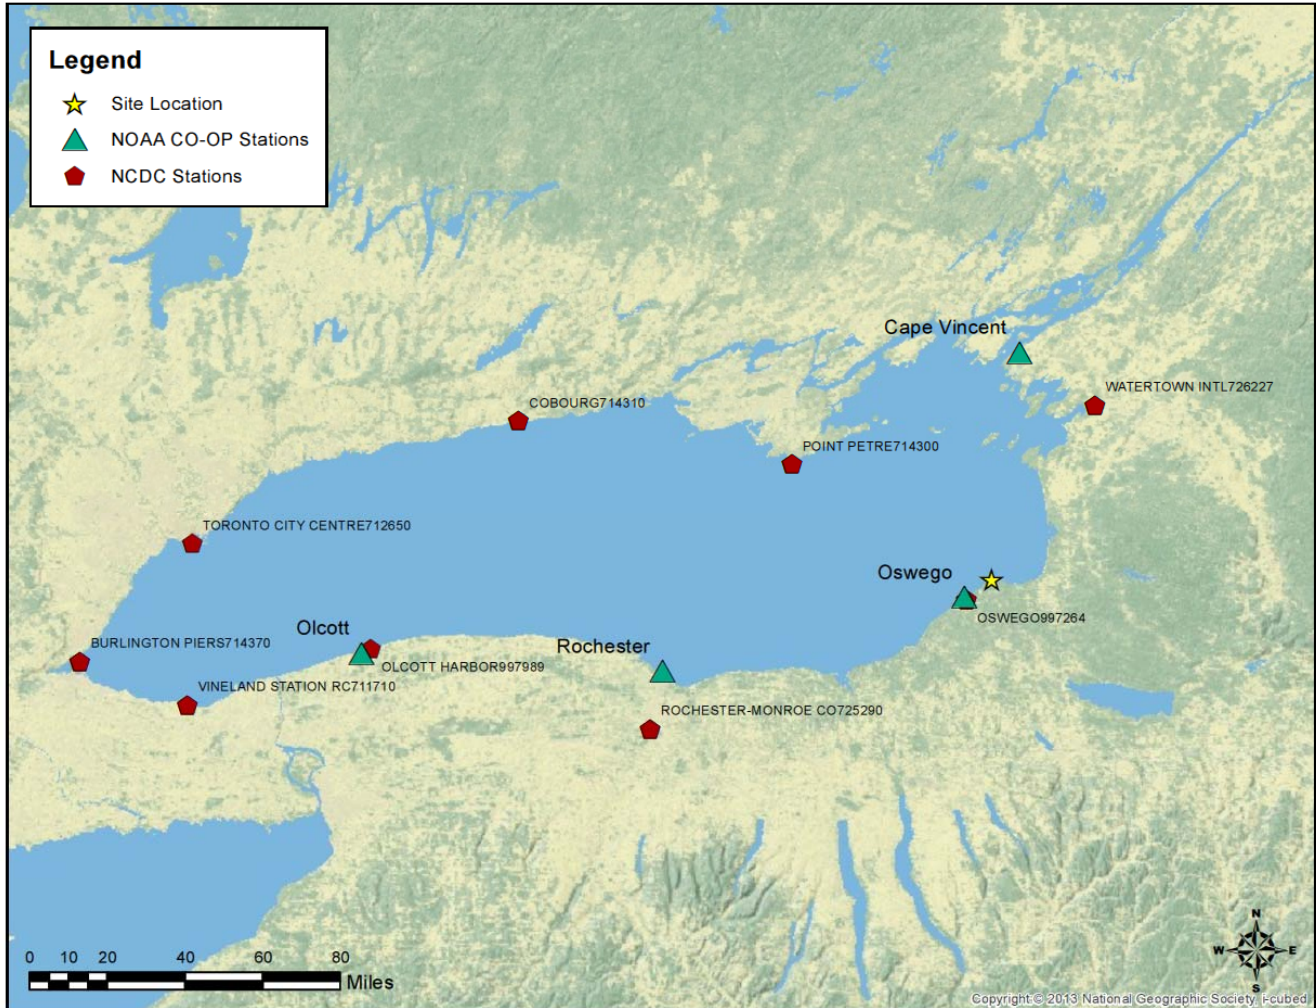 Legend
Site Location
NOAA CO-OP Stations
NCDC Stations
Cape Vincent
WATERTOWN INTL726227
COBOURG714310
POINT PETRE714300
TORONTO CITY CENTRE712650
Oswego
OSWEGO997264
Olcott
BURLINGTON PIERS714370
Rochester
OLCOTT HARBOR997989
VINELAND STATION RC711710
ROCHESTER-MONROE CO725290
N
W E
S
0 10 20 40 60 80
Miles
Copyright:© 2013 National Geographic Society, i-cubed